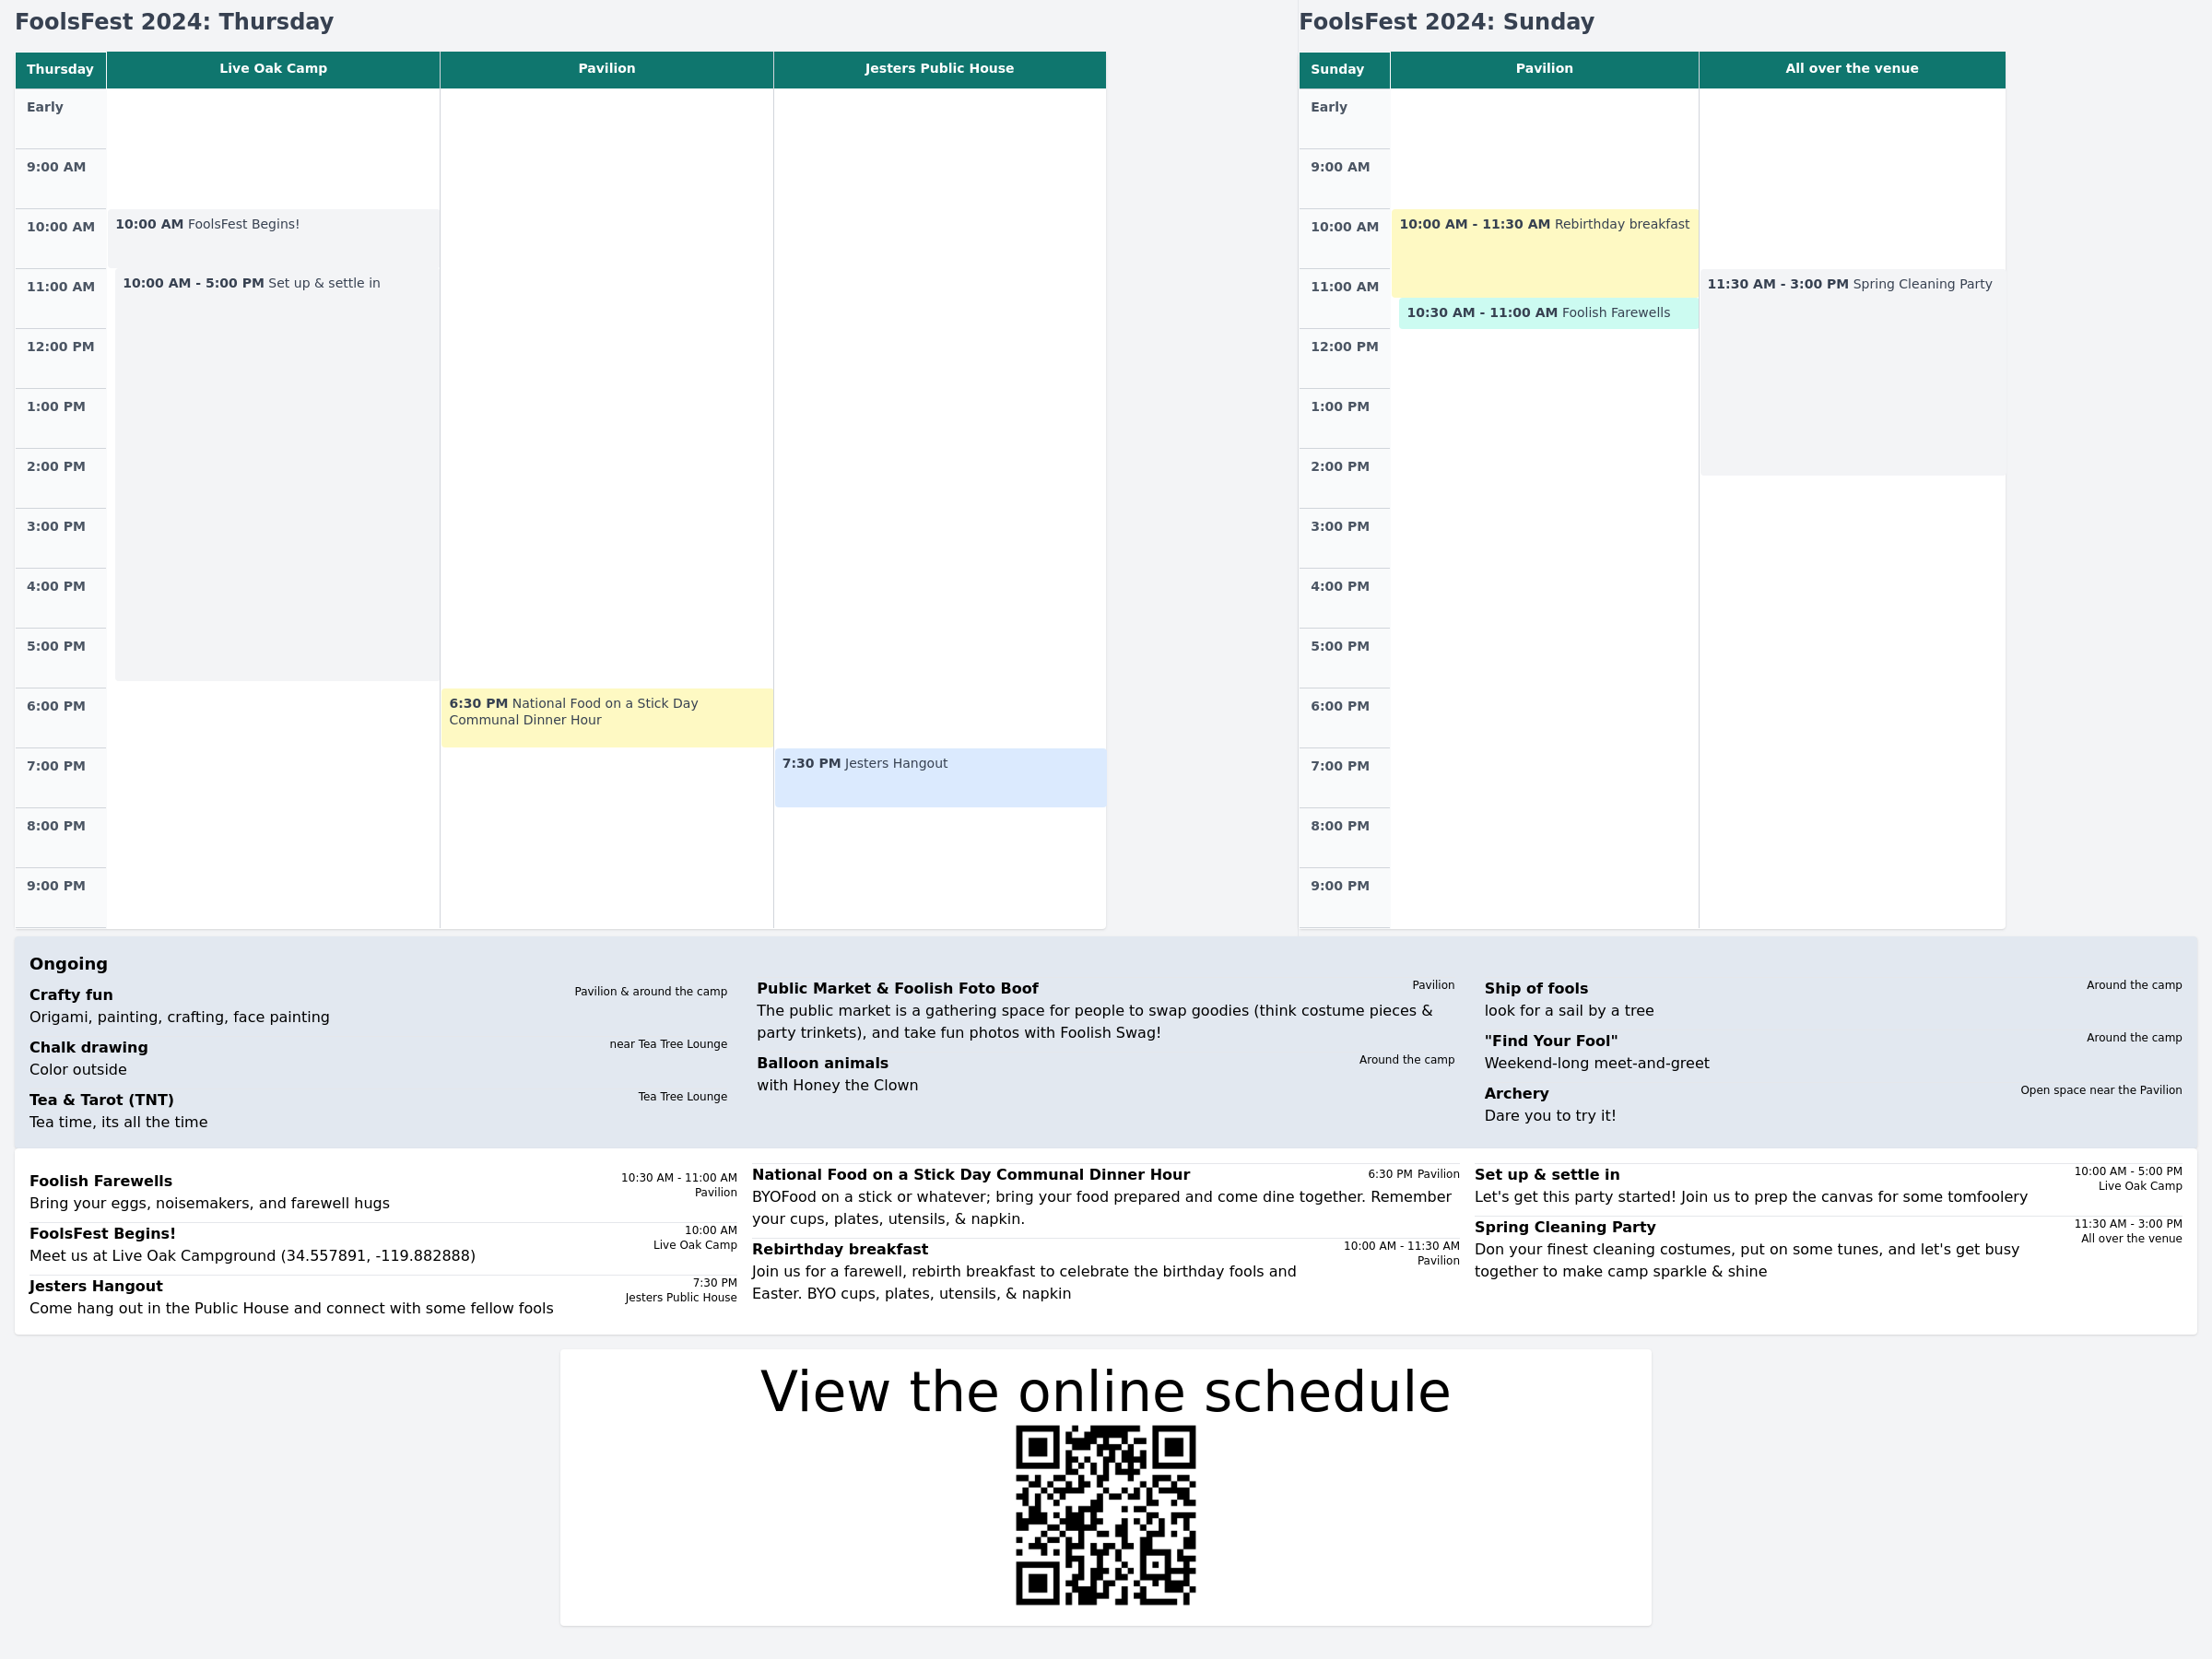 FoolsFest 2024: Thursday
Thursday
Live Oak Camp
Pavilion
Jesters Public House
Early
9:00 AM
10:00 AM
11:00 AM
12:00 PM
1:00 PM
2:00 PM
3:00 PM
4:00 PM
5:00 PM
6:00 PM
7:00 PM
8:00 PM
9:00 PM
10:00 AM FoolsFest Begins!
10:00 AM - 5:00 PM Set up & settle in
6:30 PM National Food on a Stick Day
Communal Dinner Hour
7:30 PM Jesters Hangout
FoolsFest 2024: Sunday
Sunday
Pavilion
All over the venue
Early
9:00 AM
10:00 AM
11:00 AM
12:00 PM
1:00 PM
2:00 PM
3:00 PM
4:00 PM
5:00 PM
6:00 PM
7:00 PM
8:00 PM
9:00 PM
10:00 AM - 11:30 AM Rebirthday breakfast
10:30 AM - 11:00 AM Foolish Farewells
11:30 AM - 3:00 PM Spring Cleaning Party
Ongoing
Crafty fun
Pavilion & around the camp
Origami, painting, crafting, face painting
Chalk drawing
near Tea Tree Lounge
Color outside
Tea & Tarot (TNT)
Tea Tree Lounge
Tea time, its all the time
Public Market & Foolish Foto Boof
Pavilion
The public market is a gathering space for people to swap goodies (think costume pieces &
party trinkets), and take fun photos with Foolish Swag!
Balloon animals
Around the camp
with Honey the Clown
Ship of fools
Around the camp
look for a sail by a tree
"Find Your Fool"
Around the camp
Weekend-long meet-and-greet
Archery
Open space near the Pavilion
Dare you to try it!
Foolish Farewells
10:30 AM - 11:00 AM
Pavilion
Bring your eggs, noisemakers, and farewell hugs
FoolsFest Begins!
10:00 AM
Live Oak Camp
Meet us at Live Oak Campground (34.557891, -119.882888)
Jesters Hangout
7:30 PM
Jesters Public House
Come hang out in the Public House and connect with some fellow fools
National Food on a Stick Day Communal Dinner Hour
6:30 PM Pavilion
BYOFood on a stick or whatever; bring your food prepared and come dine together. Remember
your cups, plates, utensils, & napkin.
Rebirthday breakfast
10:00 AM - 11:30 AM
Pavilion
Join us for a farewell, rebirth breakfast to celebrate the birthday fools and
Easter. BYO cups, plates, utensils, & napkin
Set up & settle in
10:00 AM - 5:00 PM
Live Oak Camp
Let's get this party started! Join us to prep the canvas for some tomfoolery
Spring Cleaning Party
11:30 AM - 3:00 PM
All over the venue
Don your finest cleaning costumes, put on some tunes, and let's get busy
together to make camp sparkle & shine
View the online schedule